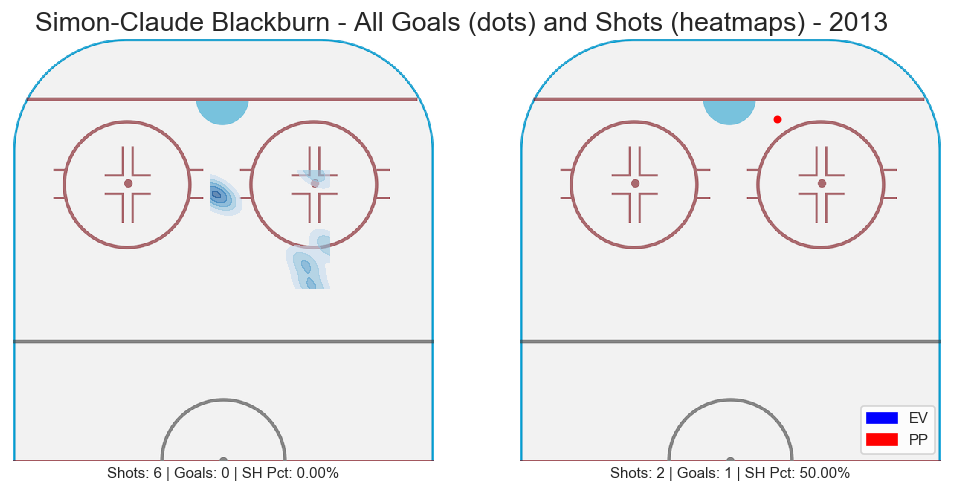 Simon-Claude Blackburn - All Goals (dots) and Shots (heatmaps) - 2013
EV
PP
Shots: 6 | Goals: 0 | SH Pct: 0.00%
Shots: 2 | Goals: 1 | SH Pct: 50.00%